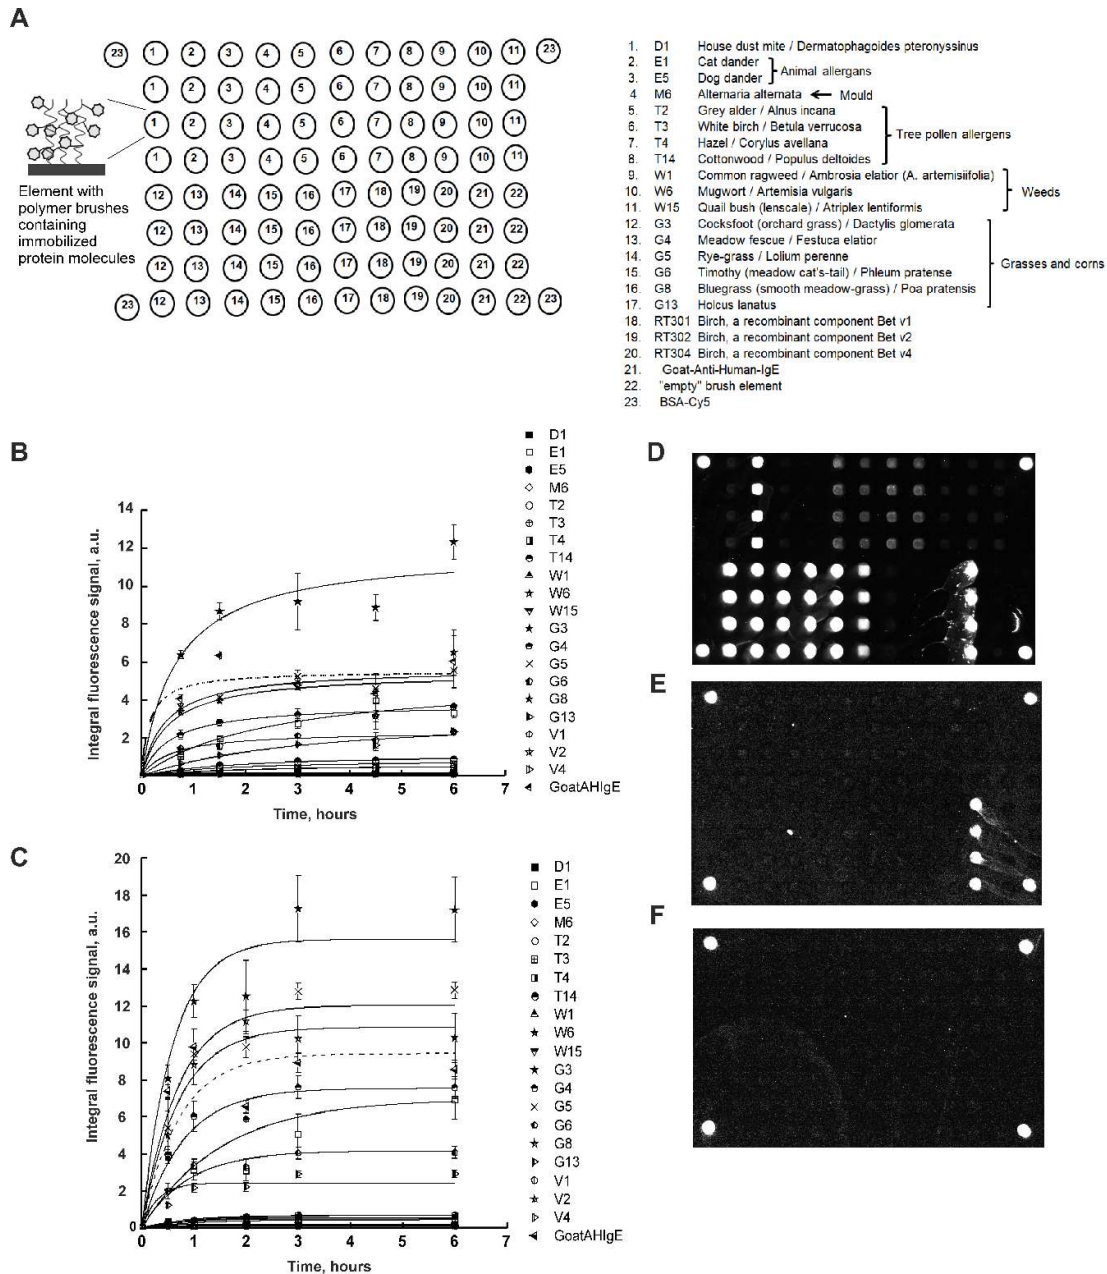 A
23 1 2 3 4 5 6 7 8 9 10 11 23
1 2 3 4 5 6 7 8 9 10 11
1 2 3 4 5 6 7 8 9 10 11
1 2 3 4 5 6 7 8 9 10 11
12 13 14 15 16 17 18 19 20 21 22
12 13 14 15 16 17 18 19 20 21 22
12 13 14 15 16 17 18 19 20 21 22
23 12 13 14 15 16 17 18 19 20 21 22 23
Element with
polymer brushes
containing
immobilized
protein molecules
1. D1 House dust mite / Dermatophagoides pteronyssinus
2. E1 Cat dander
3. E5 Dog dander
Animal allergans
4 M6 Alternaria alternata
Mould
5. T2 Grey alder / Alnus incana
6. T3 White birch / Betula verrucosa
7. T4 Hazel / Corylus avellana
8. T14 Cottonwood / Populus deltoides
Tree pollen allergens
9. W1 Common ragweed / Ambrosia elatior (A. artemisiifolia)
10. W6 Mugwort / Artemisia vulgaris
11. W15 Quail bush (lenscale) / Atriplex lentiformis
Weeds
12. G3 Cocksfoot (orchard grass) / Dactylis glomerata
13. G4 Meadow fescue / Festuca elatior
14. G5 Rye-grass / Lolium perenne
15. G6 Timothy (meadow cat's-tail) / Phleum pratense
16. G8 Bluegrass (smooth meadow-grass) / Poa pratensis
17. G13 Holcus lanatus
Grasses and corns
18. RT301 Birch, a recombinant component Bet v1
19. RT302 Birch, a recombinant component Bet v2
20. RT304 Birch, a recombinant component Bet v4
21. Goat-Anti-Human-IgE
22. "empty" brush element
23. BSA-Cy5
B
Integral fluorescence signal, a.u.
14
12
10
8
6
4
2
0 1 2 3 4 5 6 7
Time, hours
D1
E1
E5
M6
T2
T3
T4
T14
W1
W6
W15
G3
G4
G5
G6
G8
G13
V1
V2
V4
GoatAHIgE
C
Integral fluorescence signal, a.u.
20
18
16
14
12
10
8
6
4
2
0
0 1 2 3 4 5 6 7
Time, hours
D1
E1
E5
M6
T2
T3
T4
T14
W1
W6
W15
G3
G4
G5
G6
G8
G13
V1
V2
V4
GoatAHIgE
D
E
F